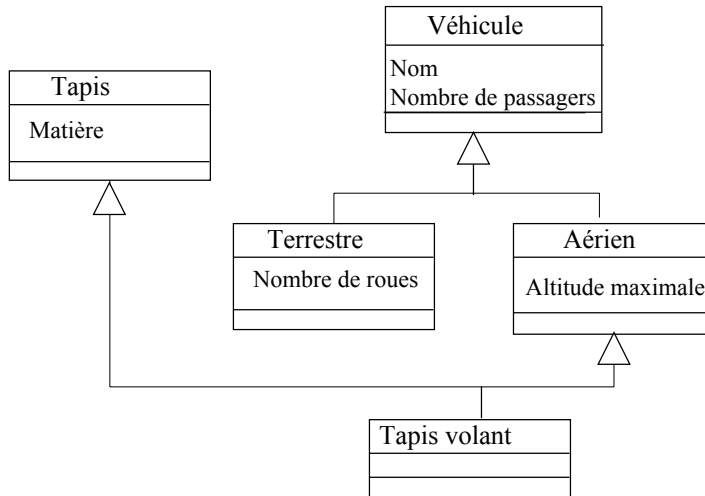 Véhicule
Nom
Nombre de passagers
Tapis
Matière
Terrestre
Nombre de roues
Aérien
Altitude maximale
Tapis volant